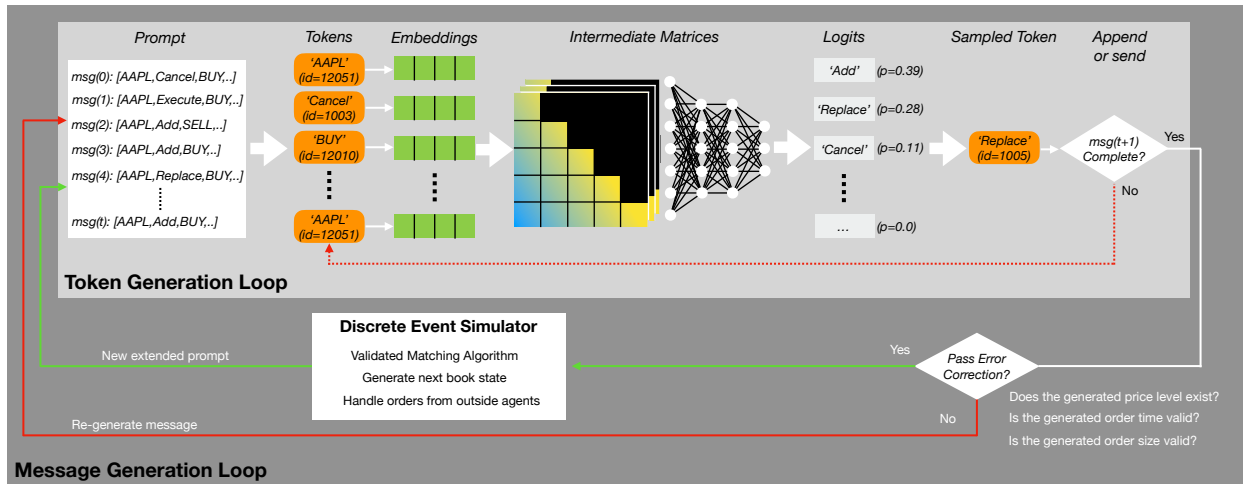 Prompt
Tokens
Embeddings
Intermediate Matrices
Logits
Sampled Token
Append
or send
msg(0): [AAPL,Cancel,BUY,..]
msg(1): [AAPL,Execute,BUY,..]
msg(2): [AAPL,Add,SELL,..]
msg(3): [AAPL,Add,BUY,..]
msg(4): [AAPL,Replace,BUY,..]
msg(t): [AAPL,Add,BUY,..]
'AAPL'
(id=12051)
'Cancel'
(id=1003)
'BUY'
(id=12010)
'AAPL'
(id=12051)
'Add'
(p=0.39)
'Replace'
(p=0.28)
'Cancel'
(p=0.11)
...
(p=0.0)
'Replace'
(id=1005)
msg(t+1)
Complete?
Yes
No
Token Generation Loop
Discrete Event Simulator
Validated Matching Algorithm
Generate next book state
Handle orders from outside agents
New extended prompt
Re-generate message
Yes
Pass Error
Correction?
No
Does the generated price level exist?
Is the generated order time valid?
Is the generated order size valid?
Message Generation Loop